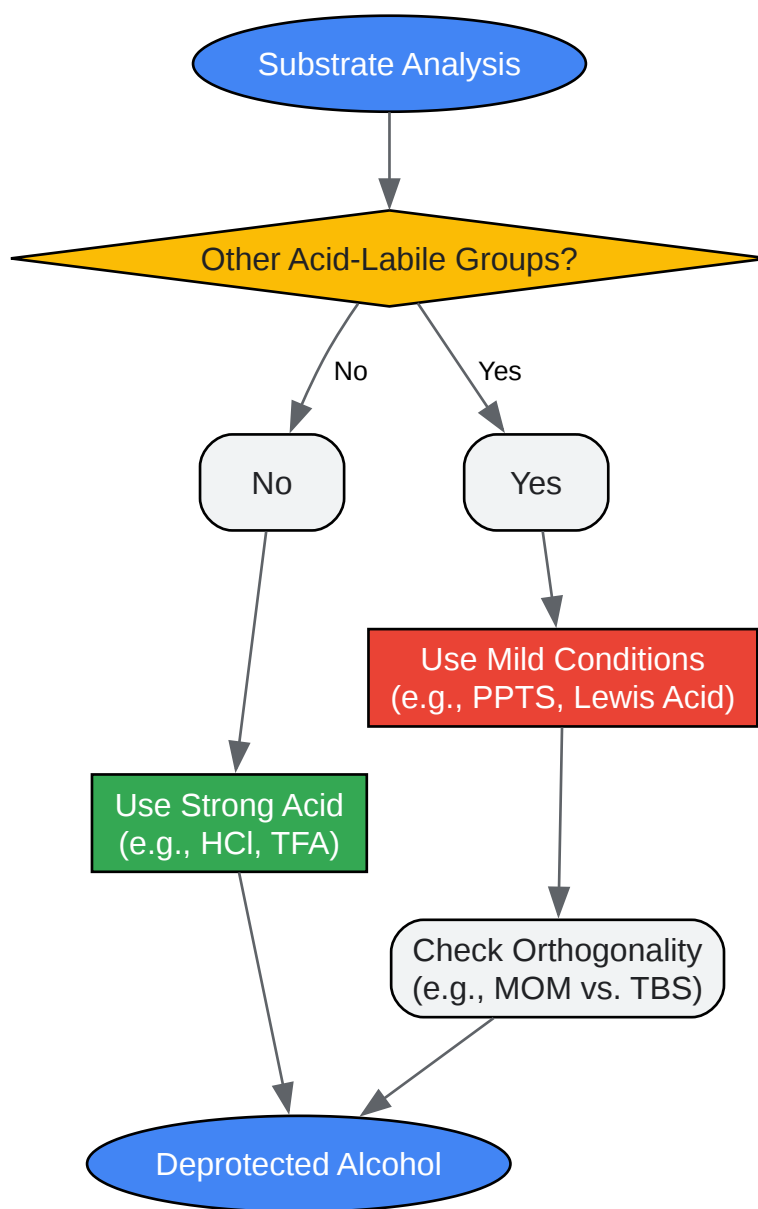 Substrate Analysis
Other Acid-Labile Groups?
No
Yes
No
Yes
Use Mild Conditions
(e.g., PPTS, Lewis Acid)
Use Strong Acid
(e.g., HCl, TFA)
Check Orthogonality
(e.g., MOM vs. TBS)
Deprotected Alcohol